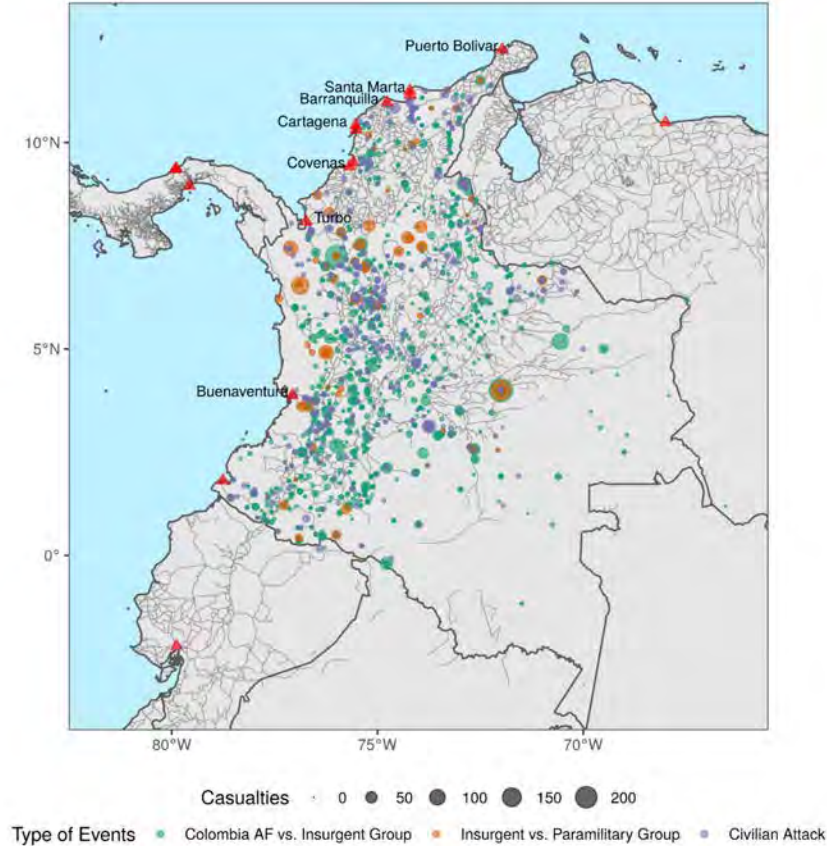 Puerto Bolivar
Santa Marta
Barranquilla
10°N
Cartagena
Covenas
Turbo
5°N
Buenaventura
0°
80°W 75°W 70°W
Casualties 0 50 100 150 200
Type of Events Colombia AF vs. Insurgent Group Insurgent vs. Paramilitary Group Civilian Attack